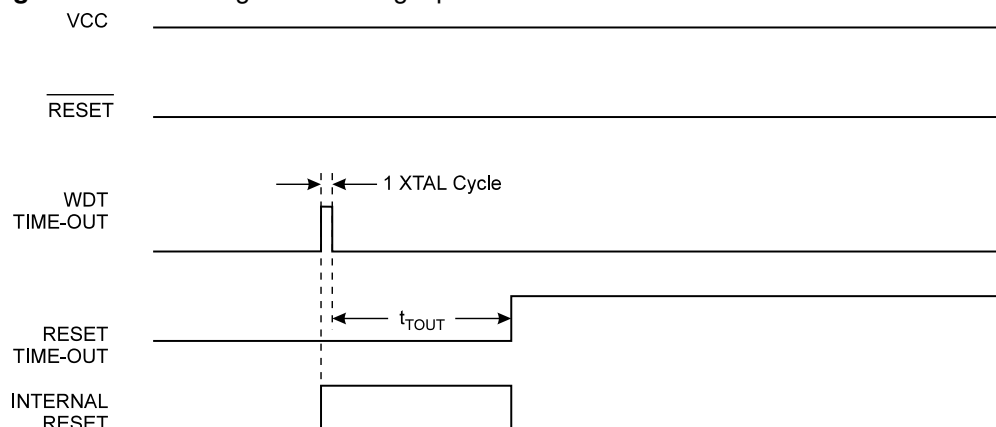 VCC
RESET
1 XTAL Cycle
WDT
TIME-OUT
tTOUT
RESET
TIME-OUT
INTERNAL
RESET